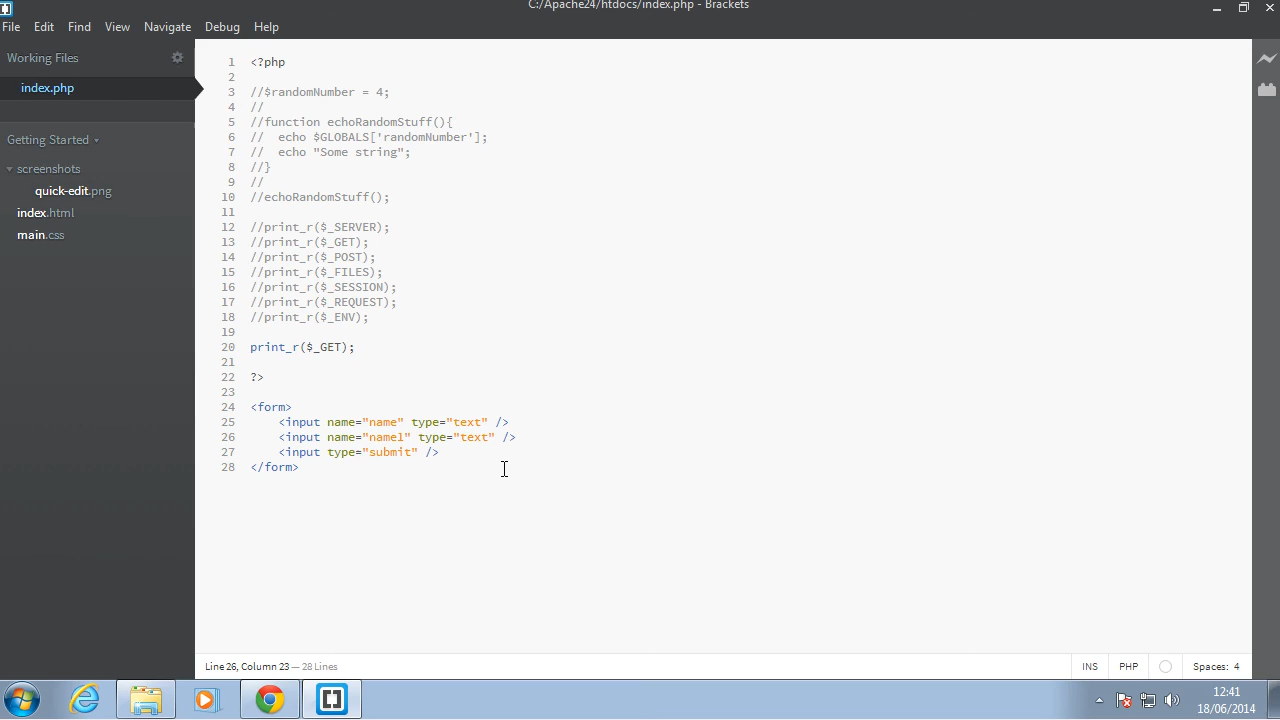 C:/Apache24/htdocs/index.php - Brackets
File Edit Find View Navigate Debug Help
Working Files
index.php
Getting Started
screenshots
quick-edit.png
index.html
main.css
1 <?php
2
3 //$randomNumber = 4;
4 //
5 //function echoRandomStuff(){
6 //  echo $GLOBALS['randomNumber'];
7 //  echo "Some string";
8 //}
9 //
10 //echoRandomStuff();
11
12 //print_r($_SERVER);
13 //print_r($_GET);
14 //print_r($_POST);
15 //print_r($_FILES);
16 //print_r($_SESSION);
17 //print_r($_REQUEST);
18 //print_r($_ENV);
19
20 print_r($_GET);
21
22 ?>
23
24 <form>
25     <input name="name" type="text" />
26     <input name="name1" type="text" />
27     <input type="submit" />
28 </form>
Line 26, Column 23 — 28 Lines
INS PHP Spaces: 4
12:41
18/06/2014